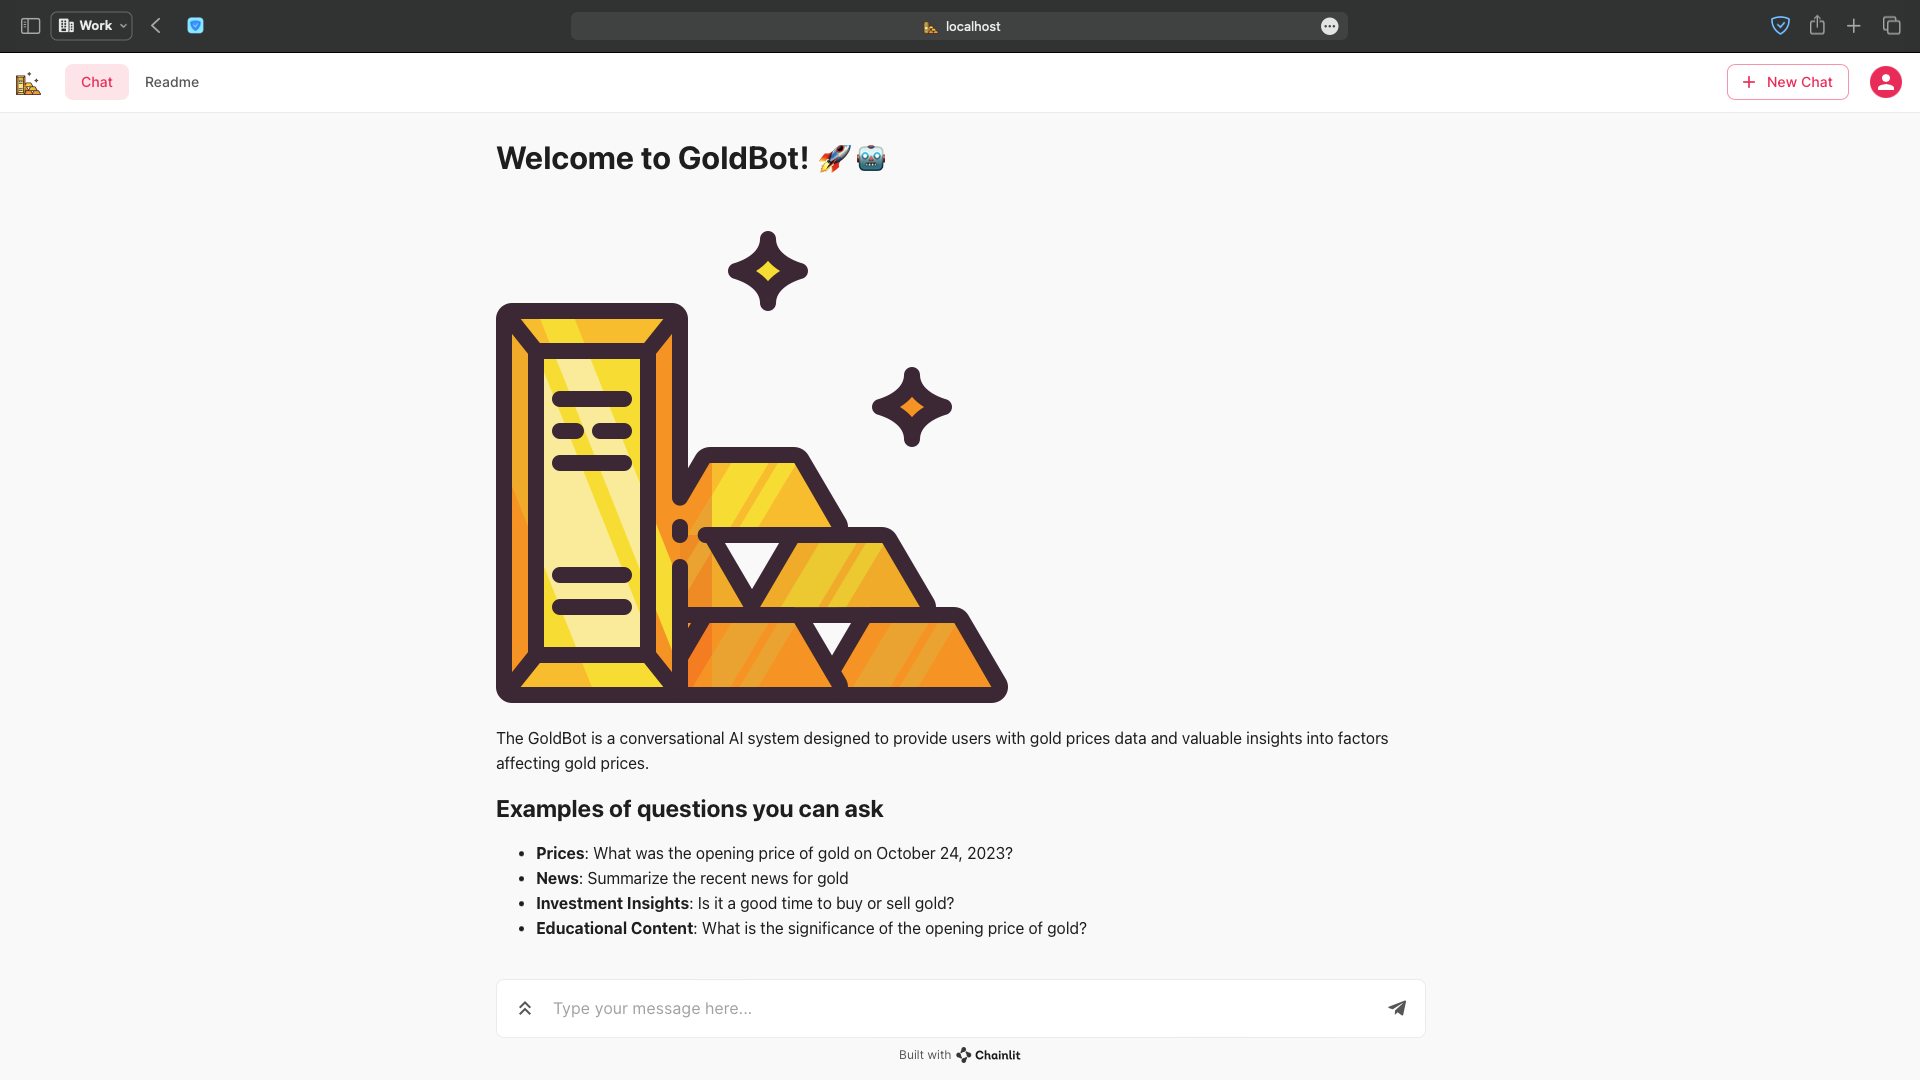 Work
localhost
Chat
Readme
New Chat
Welcome to GoldBot! 🚀🤖
The GoldBot is a conversational AI system designed to provide users with gold prices data and valuable insights into factors
affecting gold prices.
Examples of questions you can ask
• Prices: What was the opening price of gold on October 24, 2023?
• News: Summarize the recent news for gold
• Investment Insights: Is it a good time to buy or sell gold?
• Educational Content: What is the significance of the opening price of gold?
Type your message here...
Built with Chainlit